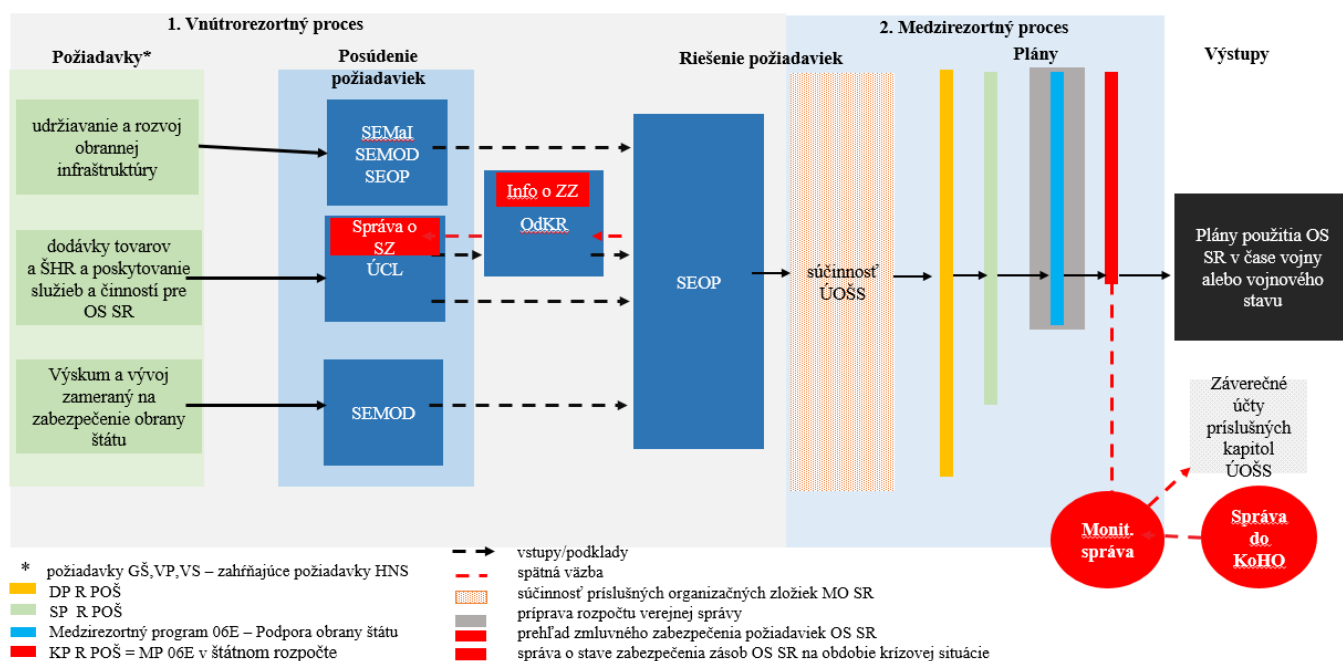 1. Vnútrorezortný proces
2. Medzirezortný proces
Požiadavky*
Posúdenie
požiadaviek
Riešenie požiadaviek
Plány
Výstupy
udržiavanie a rozvoj
obrannej
infraštruktúry
SEMaI
SEMOD
SEOP
Info o ZZ
OdKR
dodávky tovarov
a ŠHR a poskytovanie
služieb a činností pre
OS SR
Správa o
SZ
ÚCL
SEOP
súčinnosť
ÚOŠS
Plány použitia OS
SR v čase vojny
alebo vojnového
stavu
Výskum a vývoj
zameraný na
zabezpečenie obrany
štátu
SEMOD
Záverečné
účty
príslušných
kapitol
ÚOŠS
Monit.
správa
Správa
do
KoHO
* požiadavky GŠ,VP,VS – zahŕňajúce požiadavky HNS
DP R POŠ
SP R POŠ
Medzirezortný program 06E – Podpora obrany štátu
KP R POŠ = MP 06E v štátnom rozpočte
vstupy/podklady
spätná väzba
súčinnosť príslušných organizačných zložiek MO SR
príprava rozpočtu verejnej správy
prehľad zmluvného zabezpečenia požiadaviek OS SR
správa o stave zabezpečenia zásob OS SR na obdobie krízovej situácie